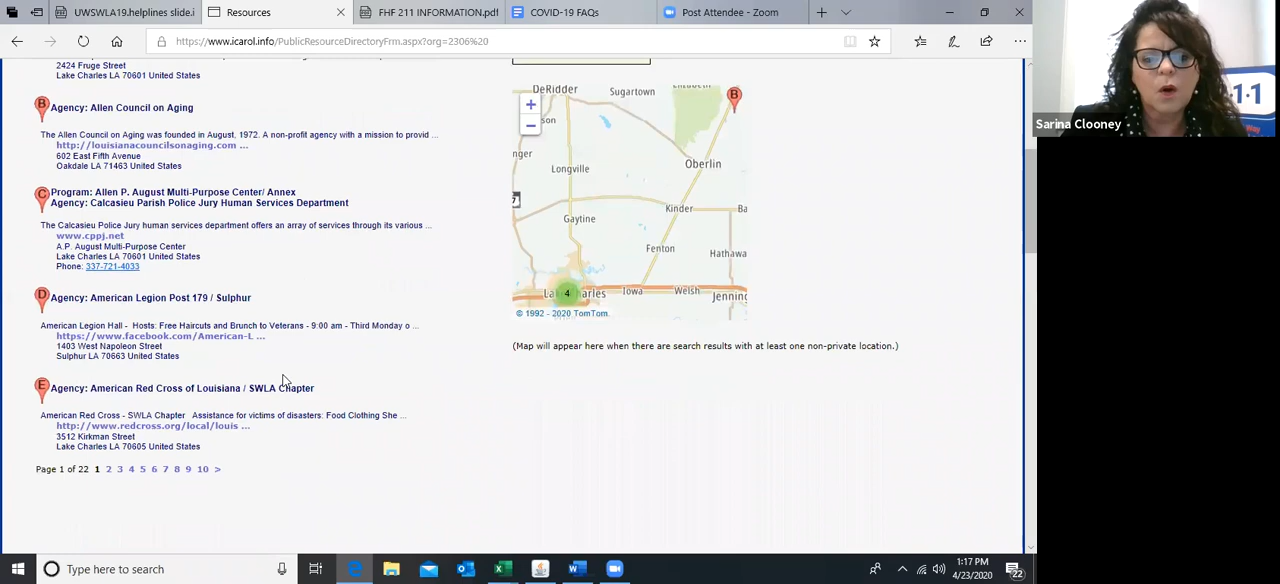 UWSWLA19.helplines slide.i
Resources
FHF 211 INFORMATION.pdf
COVID-19 FAQs
Post Attendee - Zoom
https://www.icarol.info/PublicResourceDirectoryFrm.aspx?org=2306%20
2424 Fruge Street
Lake Charles LA 70601 United States
B
Agency: Allen Council on Aging
The Allen Council on Aging was founded in August, 1972. A non-profit agency with a mission to provid ...
http://louisianacouncilsonaging.com ...
602 East Fifth Avenue
Oakdale LA 71463 United States
C
Program: Allen P. August Multi-Purpose Center/ Annex
Agency: Calcasieu Parish Police Jury Human Services Department
The Calcasieu Police Jury human services department offers an array of services through its various ...
www.cppj.net
A.P. August Multi-Purpose Center
Lake Charles LA 70601 United States
Phone: 337-721-4033
D
Agency: American Legion Post 179 / Sulphur
American Legion Hall - Hosts: Free Haircuts and Brunch to Veterans - 9:00 am - Third Monday o ...
https://www.facebook.com/American-L ...
1403 West Napoleon Street
Sulphur LA 70663 United States
E
Agency: American Red Cross of Louisiana / SWLA Chapter
American Red Cross - SWLA Chapter Assistance for victims of disasters: Food Clothing She ...
http://www.redcross.org/local/louis ...
3512 Kirkman Street
Lake Charles LA 70605 United States
Page 1 of 22 1 2 3 4 5 6 7 8 9 10 >
DeRidder
Sugartown
B
+
son
−
nger
Longville
Oberlin
7
Kinder
Ba
Gaytine
Fenton
Hathawa
4
arles
Iowa
Welsh
Jenning
© 1992 - 2020 TomTom.
(Map will appear here when there are search results with at least one non-private location.)
Sarina Clooney
1·1
Type here to search
1:17 PM
4/23/2020
22